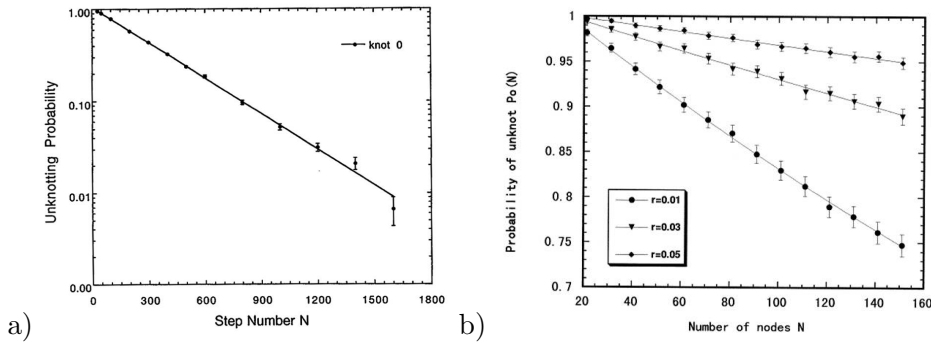 1.00
0.10
0.01
0.00
Unknotting Probability
knot 0
0 300 600 900 1200 1500 1800
Step Number N
a)
1
0.95
0.9
0.85
0.8
0.75
0.7
Probability of unknot Po(N)
r=0.01
r=0.03
r=0.05
20 40 60 80 100 120 140 160
Number of nodes N
b)